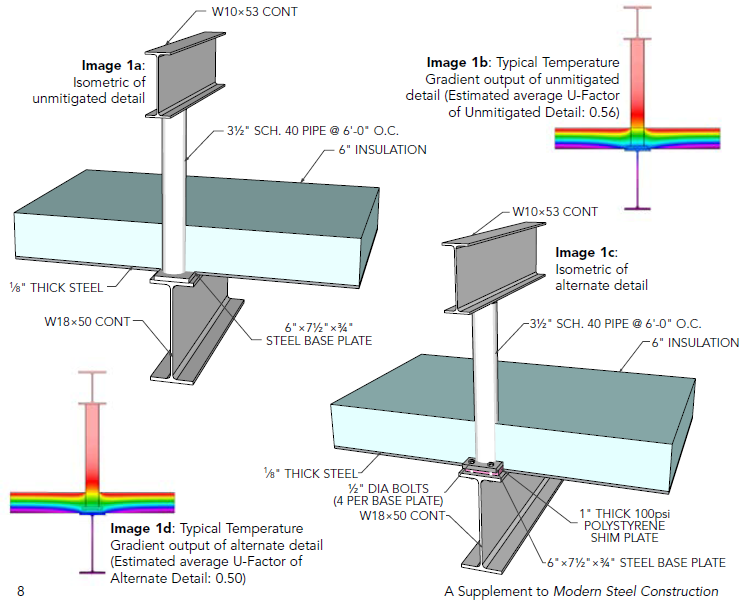 W10×53 CONT
Image 1a:
Isometric of
unmitigated detail
3½" SCH. 40 PIPE @ 6'-0" O.C.
6" INSULATION
⅛" THICK STEEL
W18×50 CONT
6"×7½"×¾"
STEEL BASE PLATE
Image 1b: Typical Temperature
Gradient output of unmitigated
detail (Estimated average U-Factor
of Unmitigated Detail: 0.56)
W10×53 CONT
Image 1c:
Isometric of
alternate detail
3½" SCH. 40 PIPE @ 6'-0" O.C.
6" INSULATION
⅛" THICK STEEL
½" DIA BOLTS
(4 PER BASE PLATE)
W18×50 CONT
1" THICK 100psi
POLYSTYRENE
SHIM PLATE
6"×7½"×¾" STEEL BASE PLATE
Image 1d: Typical Temperature
Gradient output of alternate detail
(Estimated average U-Factor of
Alternate Detail: 0.50)
8
A Supplement to Modern Steel Construction